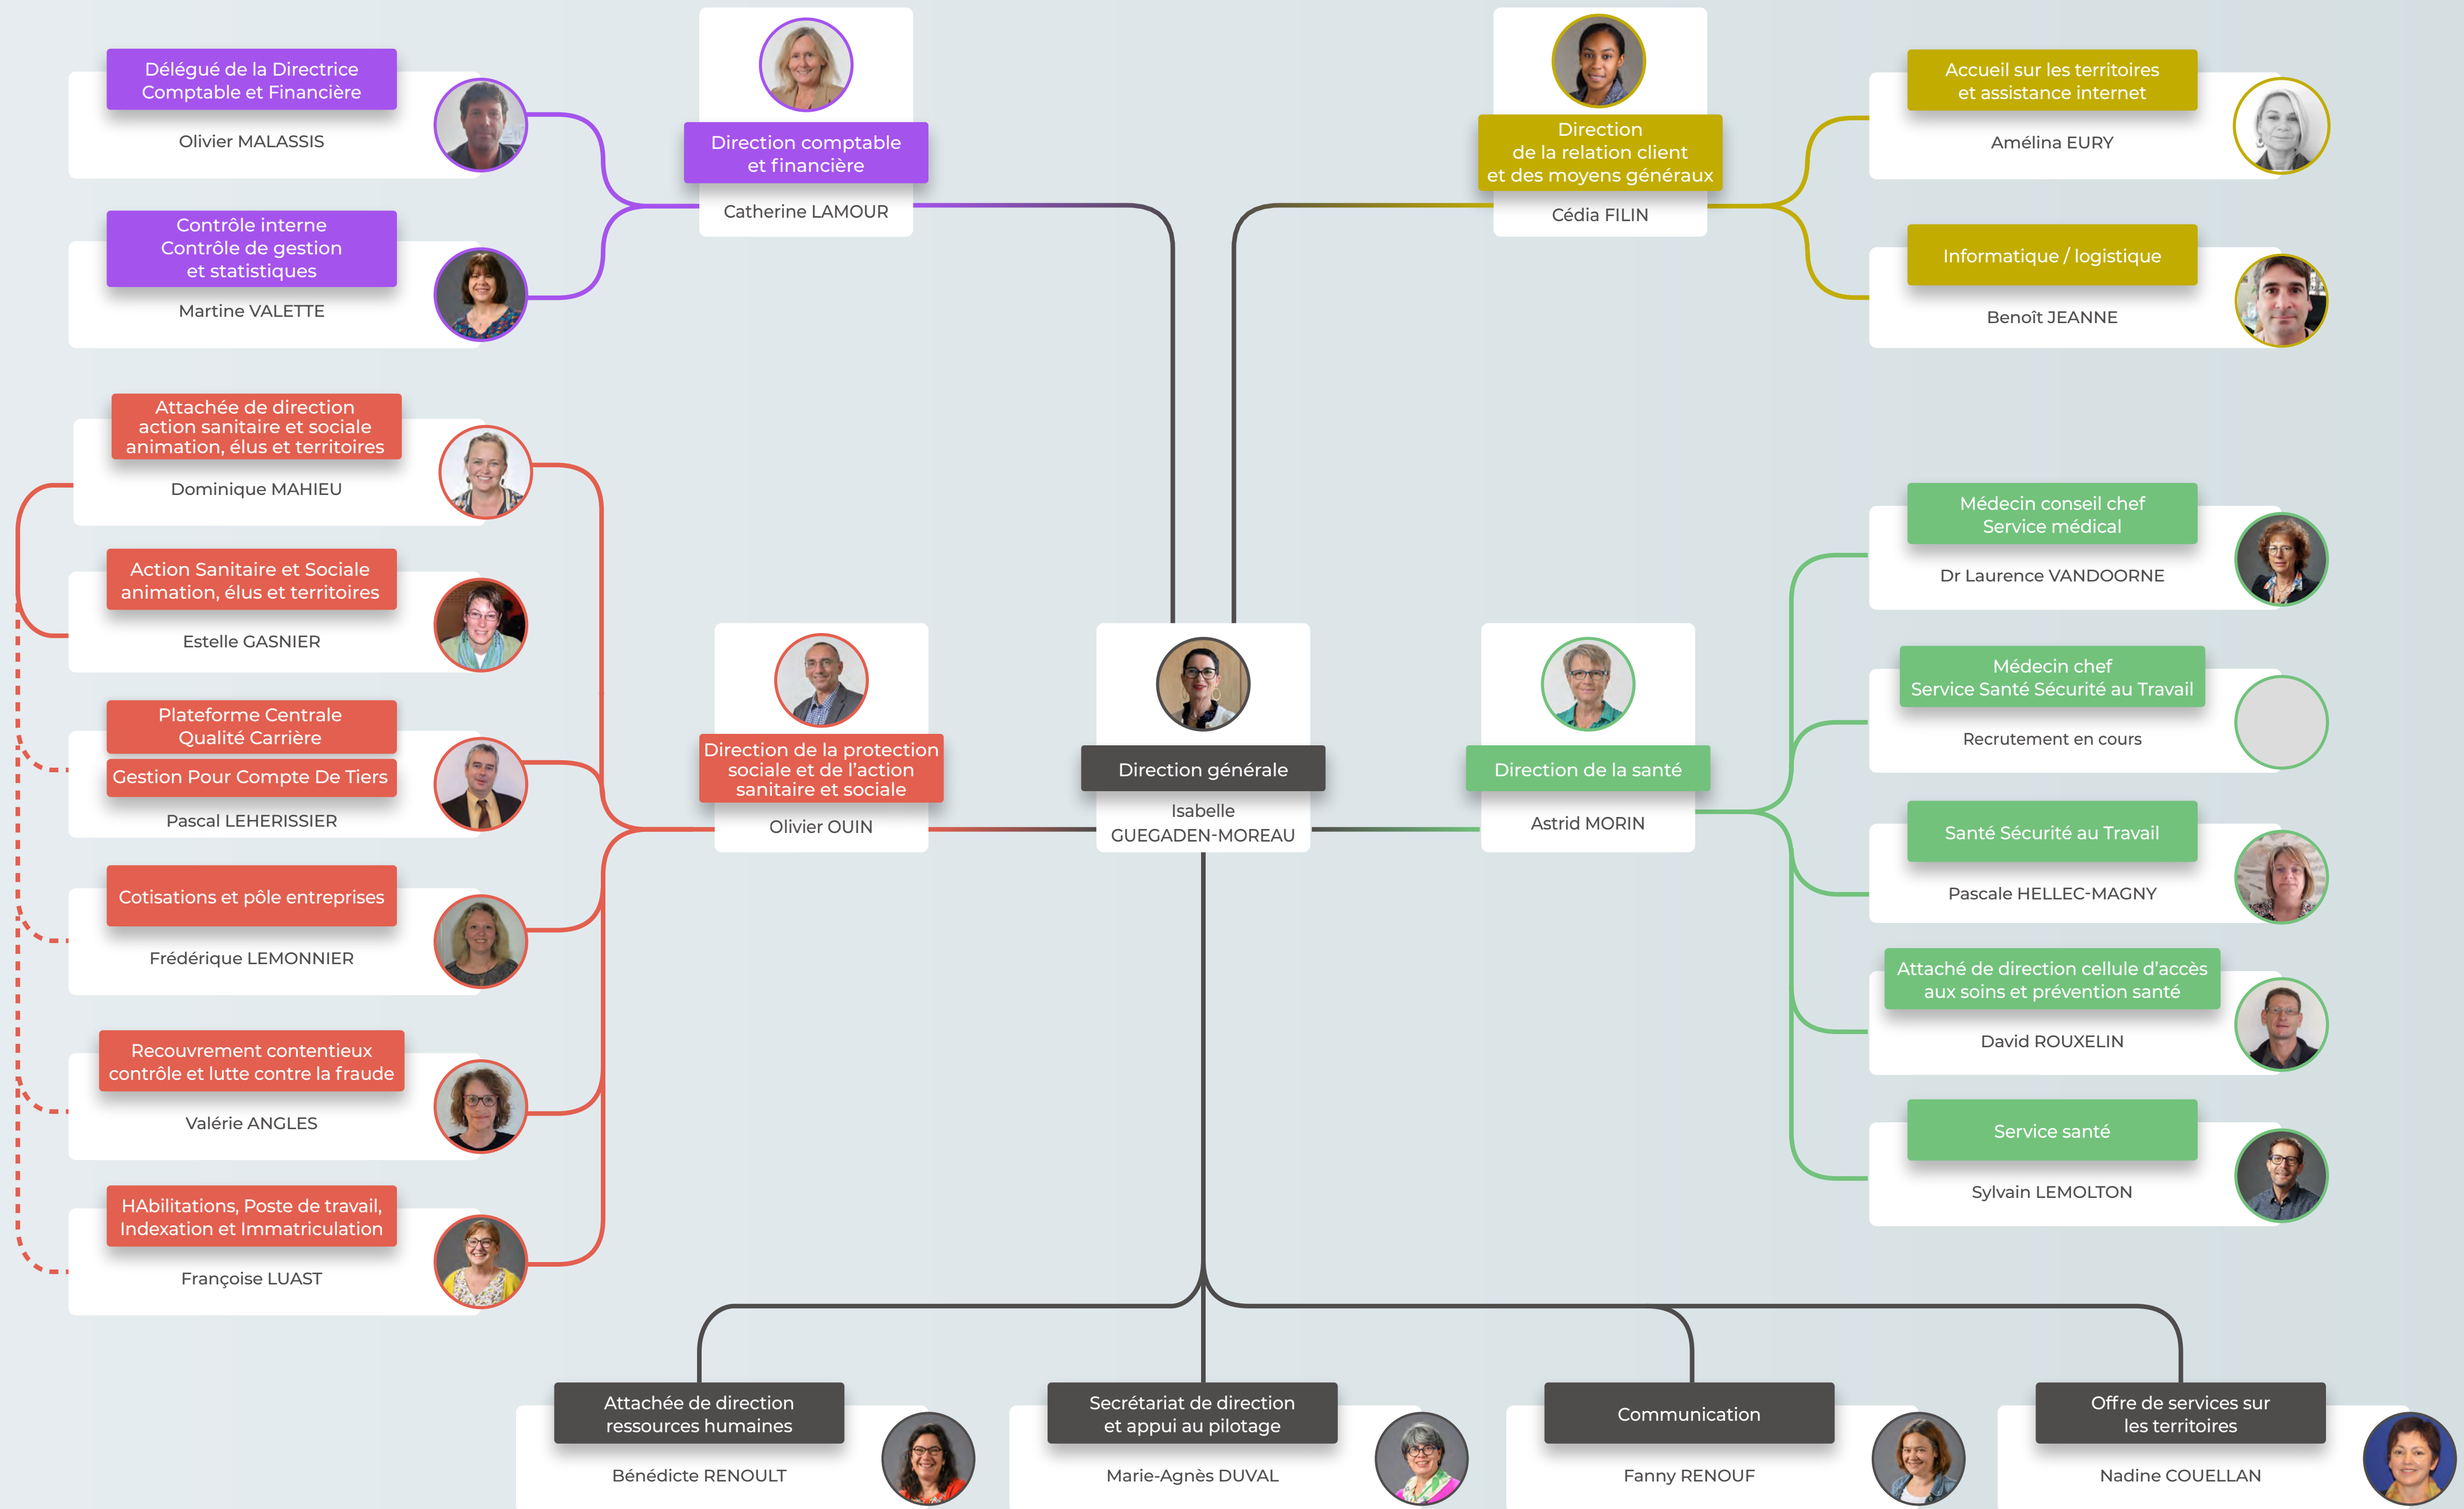 Délégué de la Directrice
Comptable et Financière
Olivier MALASSIS
Contrôle interne
Contrôle de gestion
et statistiques
Martine VALETTE
Direction comptable
et financière
Catherine LAMOUR
Direction
de la relation client
et des moyens généraux
Cédia FILIN
Accueil sur les territoires
et assistance internet
Amélina EURY
Informatique / logistique
Benoît JEANNE
Attachée de direction
action sanitaire et sociale
animation, élus et territoires
Dominique MAHIEU
Action Sanitaire et Sociale
animation, élus et territoires
Estelle GASNIER
Plateforme Centrale
Qualité Carrière
Gestion Pour Compte De Tiers
Pascal LEHERISSIER
Cotisations et pôle entreprises
Frédérique LEMONNIER
Recouvrement contentieux
contrôle et lutte contre la fraude
Valérie ANGLES
HAbilitations, Poste de travail,
Indexation et Immatriculation
Françoise LUAST
Direction de la protection
sociale et de l'action
sanitaire et sociale
Olivier OUIN
Direction générale
Isabelle
GUEGADEN-MOREAU
Direction de la santé
Astrid MORIN
Médecin conseil chef
Service médical
Dr Laurence VANDOORNE
Médecin chef
Service Santé Sécurité au Travail
Recrutement en cours
Santé Sécurité au Travail
Pascale HELLEC-MAGNY
Attaché de direction cellule d'accès
aux soins et prévention santé
David ROUXELIN
Service santé
Sylvain LEMOLTON
Attachée de direction
ressources humaines
Bénédicte RENOULT
Secrétariat de direction
et appui au pilotage
Marie-Agnès DUVAL
Communication
Fanny RENOUF
Offre de services sur
les territoires
Nadine COUELLAN